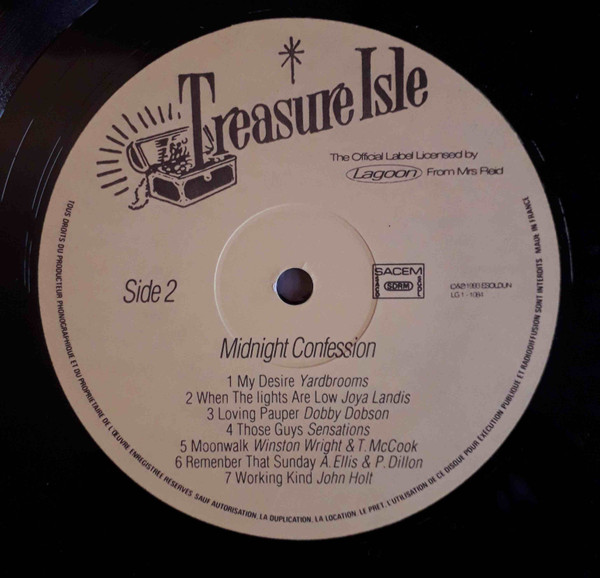 Treasure Isle
The Official Label Licensed by
Lagoon From Mrs Reid
Side 2
SACEM
SDRM
LG 1 - 1084
Midnight Confession
1 My Desire Yardbrooms
2 When The lights Are Low Joya Landis
3 Loving Pauper Dobby Dobson
4 Those Guys Sensations
5 Moonwalk Winston Wright & T. McCook
6 Remenber That Sunday A. Ellis & P. Dillon
7 Working Kind John Holt
TOUS DROITS DU PRODUCTEUR PHONOGRAPHIQUE ET DU PROPRIETAIRE DE L'ŒUVRE ENREGISTREE RESERVES. SAUF AUTORISATION, LA DUPLICATION, LA LOCATION, LE PRET, L'UTILISATION DE CE DISQUE POUR EXECUTION PUBLIQUE ET RADIODIFFUSION SONT INTERDITS. MADE IN FRANCE